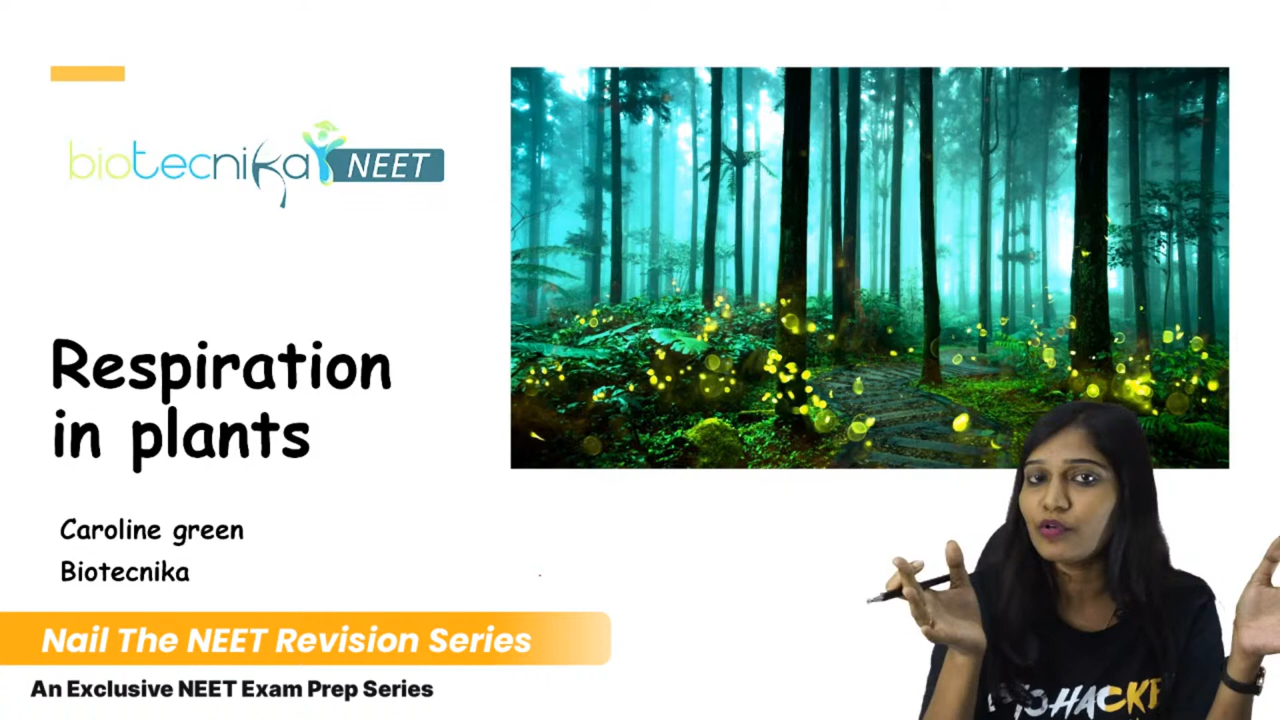 biotecnika NEET
Respiration
in plants
Caroline green
Biotecnika
Nail The NEET Revision Series
An Exclusive NEET Exam Prep Series